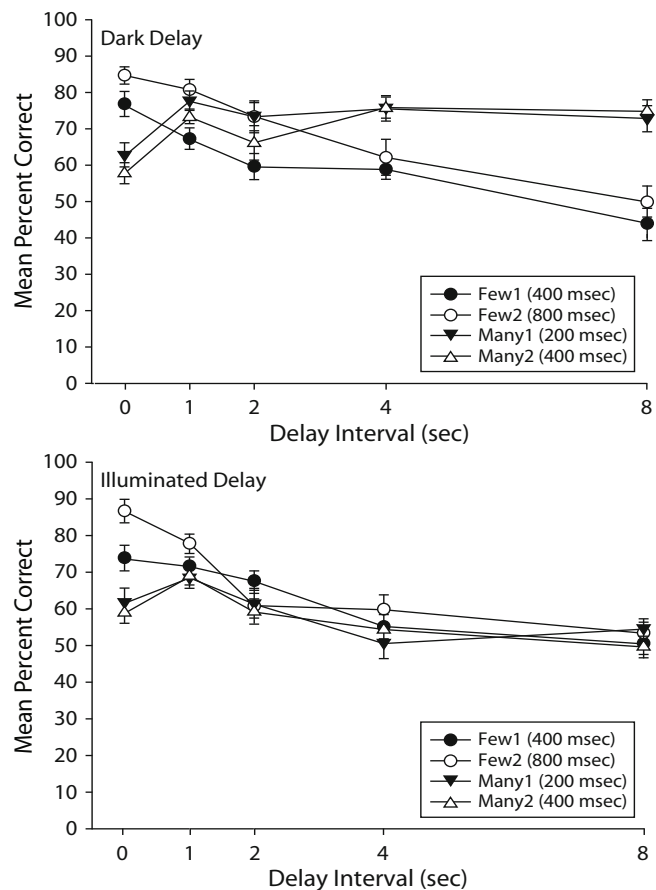 Dark Delay
Mean Percent Correct
100
90
80
70
60
50
40
30
20
10
0
Few1 (400 msec)
Few2 (800 msec)
Many1 (200 msec)
Many2 (400 msec)
0 1 2 4 8
Delay Interval (sec)
Illuminated Delay
Mean Percent Correct
100
90
80
70
60
50
40
30
20
10
0
Few1 (400 msec)
Few2 (800 msec)
Many1 (200 msec)
Many2 (400 msec)
0 1 2 4 8
Delay Interval (sec)